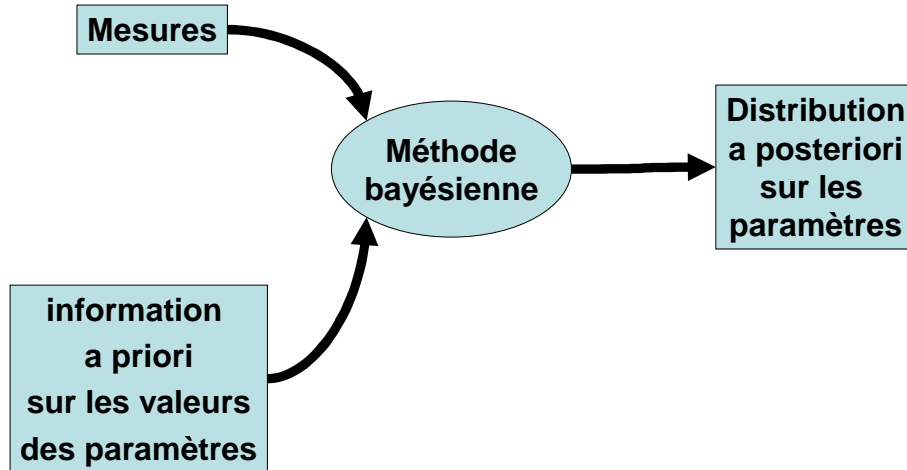 Mesures
Méthode
bayésienne
Distribution
a posteriori
sur les
paramètres
information
a priori
sur les valeurs
des paramètres